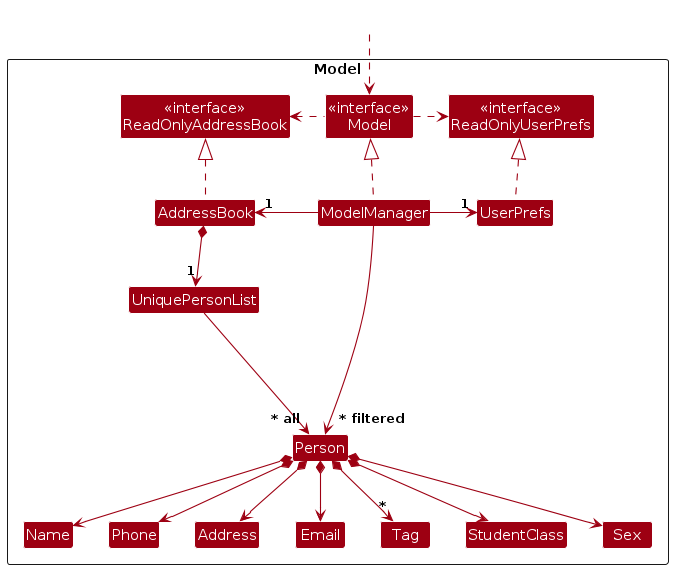 Model
«interface»
ReadOnlyAddressBook
«interface»
Model
«interface»
ReadOnlyUserPrefs
AddressBook
1
ModelManager
1
UserPrefs
1
UniquePersonList
* all
* filtered
Person
*
Name
Phone
Address
Email
Tag
StudentClass
Sex